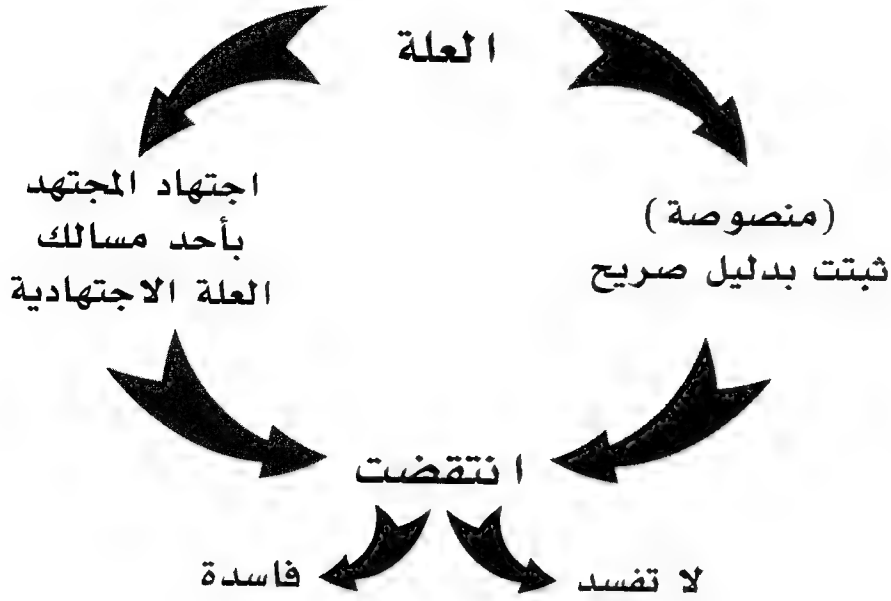 العلة
(منصوصة)
ثبتت بدليل صريح
اجتهاد المجتهد
بأحد مسالك
العلة الاجتهادية
انتقضت
لا تفسد
فاسدة